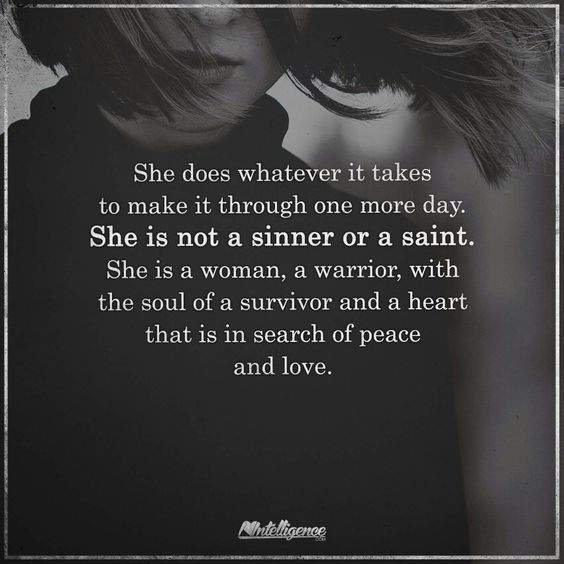 She does whatever it takes
to make it through one more day.
She is not a sinner or a saint.
She is a woman, a warrior, with
the soul of a survivor and a heart
that is in search of peace
and love.
Intelligence
.COM